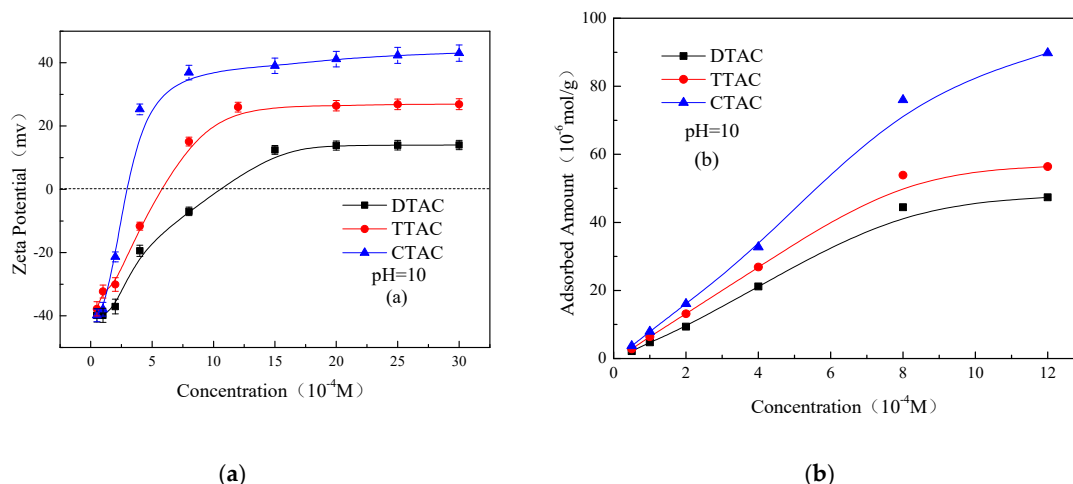 40
20
0
-20
-40
Zeta Potential（mv）
DTAC
TTAC
CTAC
pH=10
(a)
0 5 10 15 20 25 30
Concentration（10⁻⁴M）
(a)
100
80
60
40
20
0
Adsorbed Amount（10⁻⁶mol/g）
DTAC
TTAC
CTAC
pH=10
(b)
0 2 4 6 8 10 12
Concentration（10⁻⁴M）
(b)